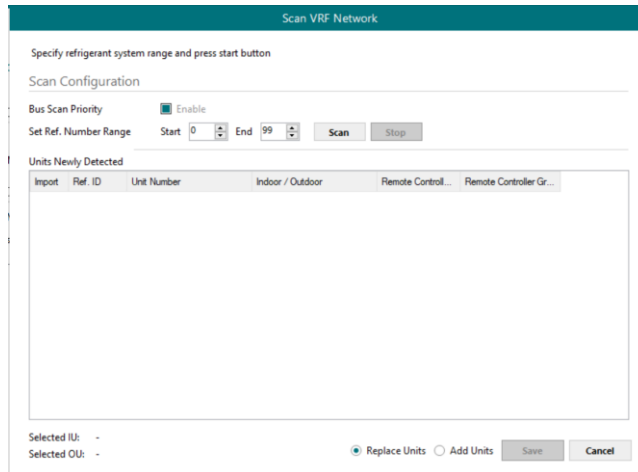 Scan VRF Network
Specify refrigerant system range and press start button
Scan Configuration
Bus Scan Priority Enable
Set Ref. Number Range Start 0 End 99 Scan Stop
Units Newly Detected
Import Ref. ID Unit Number Indoor / Outdoor Remote Controll... Remote Controller Gr...
Selected IU: -
Selected OU: -
Replace Units Add Units Save Cancel